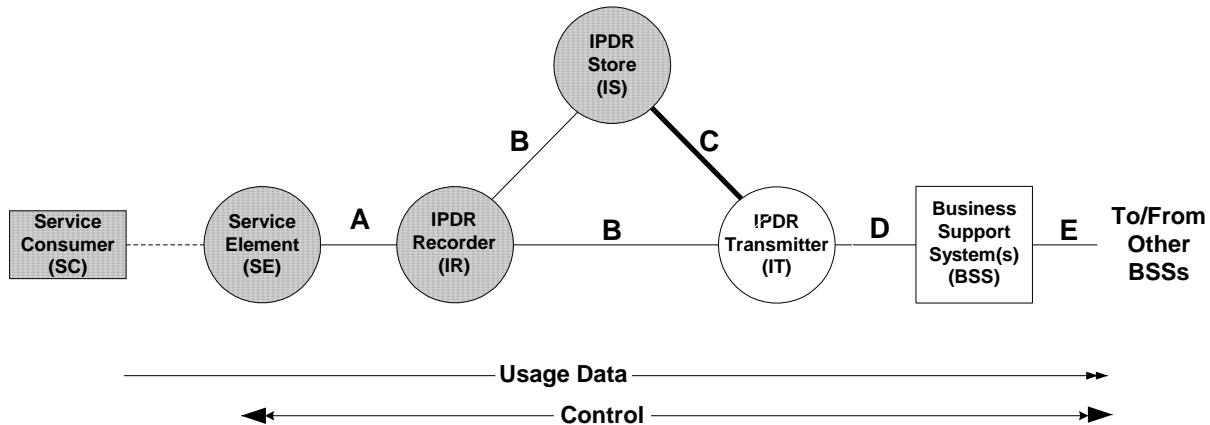 IPDR
Store
(IS)
B
C
Service
Consumer
(SC)
Service
Element
(SE)
A
IPDR
Recorder
(IR)
B
IPDR
Transmitter
(IT)
D
Business
Support
System(s)
(BSS)
E
To/From
Other
BSSs
Usage Data
Control